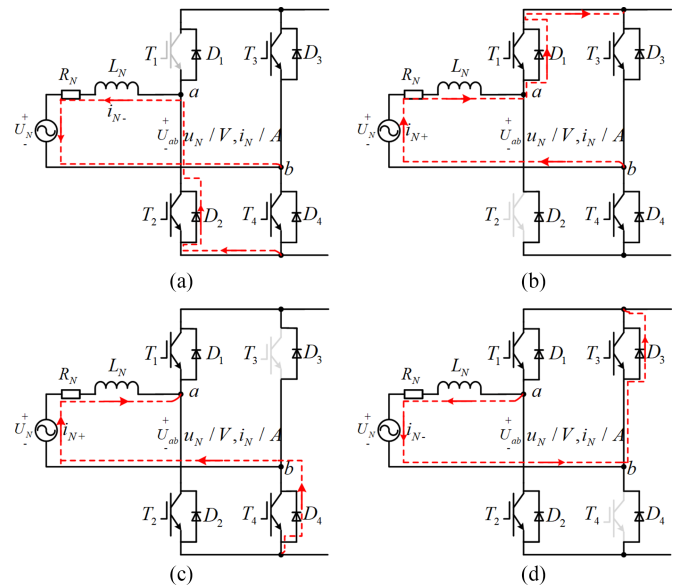 T1 D1 T3 D3
RN LN
a
iN-
+ UN - + Uab - uN / V, iN / A
b
T2 D2 T4 D4
(a)
T1 D1 T3 D3
RN LN
a
+ UN - iN+ + Uab - uN / V, iN / A
b
T2 D2 T4 D4
(b)
T1 D1 T3 D3
RN LN
a
+ UN - iN+ + Uab - uN / V, iN / A
b
T2 D2 T4 D4
(c)
T1 D1 T3 D3
RN LN
a
+ UN - iN- + Uab - uN / V, iN / A
b
T2 D2 T4 D4
(d)